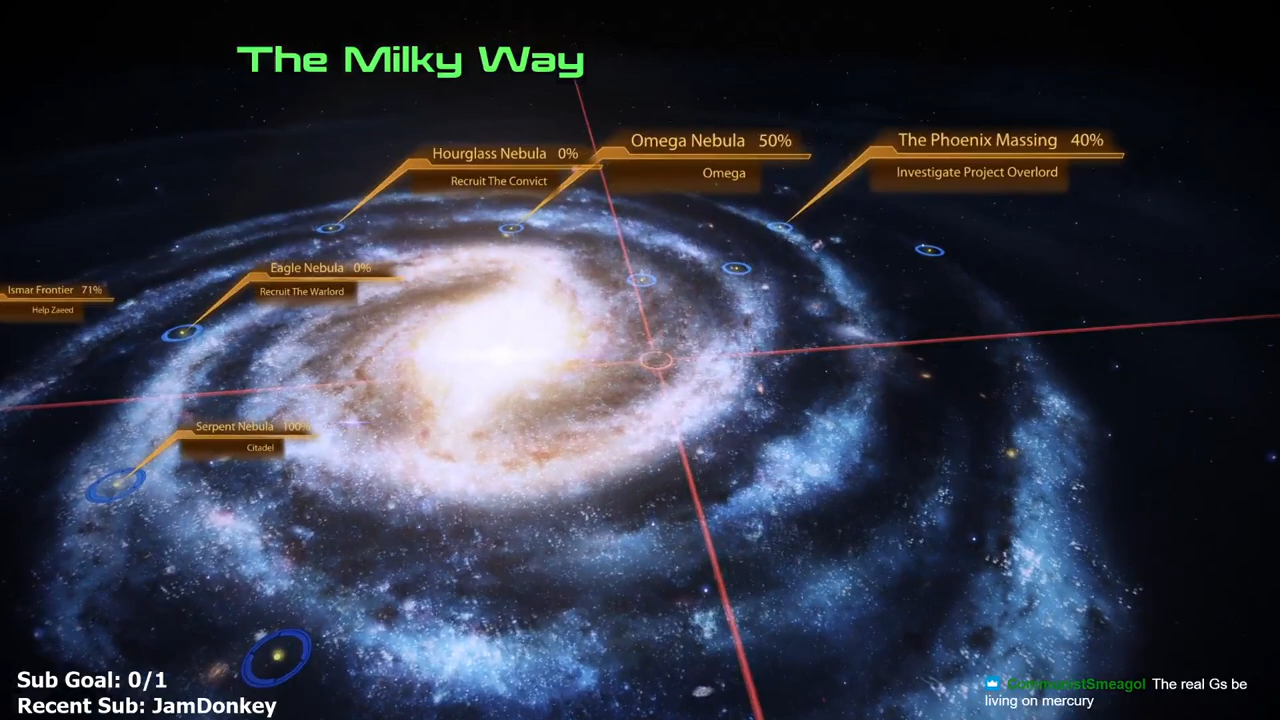 The Milky Way
Hourglass Nebula 0%
Recruit The Convict
Omega Nebula 50%
Omega
The Phoenix Massing 40%
Investigate Project Overlord
Eagle Nebula 0%
Recruit The Warlord
Ismar Frontier 71%
Help Zaeed
Serpent Nebula 100%
Citadel
Sub Goal: 0/1
Recent Sub: JamDonkey
CommunistSmeagol The real Gs be
living on mercury